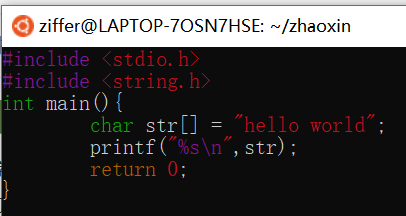 ziffer@LAPTOP-7OSN7HSE: ~/zhaoxin
#include <stdio.h>
#include <string.h>
int main(){
        char str[] = "hello world";
        printf("%s\n",str);
        return 0;
}